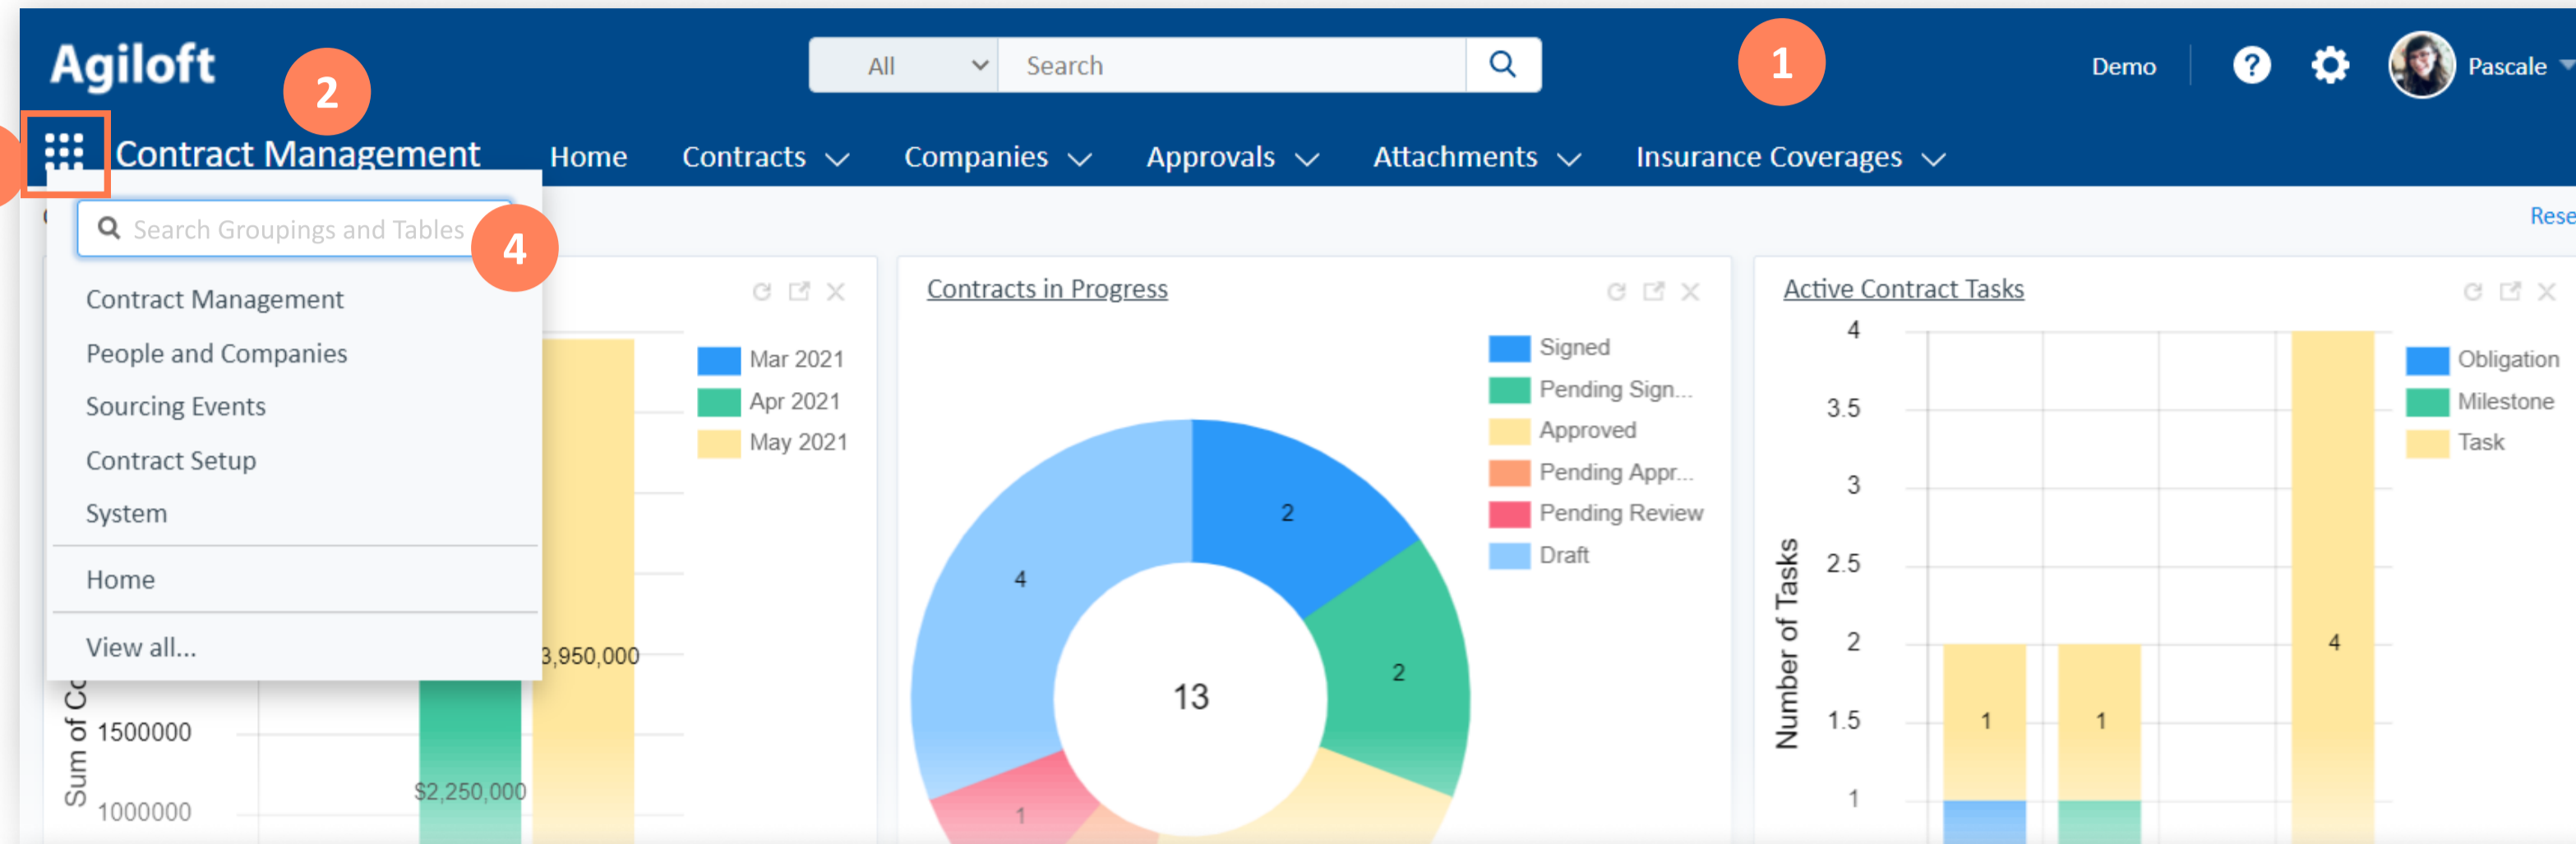 Agiloft
2
All
Search
1
Demo
?
Pascale
Contract Management
Home
Contracts
Companies
Approvals
Attachments
Insurance Coverages
Search Groupings and Tables
4
Contract Management
People and Companies
Sourcing Events
Contract Setup
System
Home
View all...
Rese
Mar 2021
Apr 2021
May 2021
3,950,000
$2,250,000
Sum of Co
1500000
1000000
Contracts in Progress
Signed
Pending Sign...
Approved
Pending Appr...
Pending Review
Draft
2
4
2
13
1
Active Contract Tasks
4
3.5
3
2.5
2
1.5
1
Number of Tasks
Obligation
Milestone
Task
4
1
1